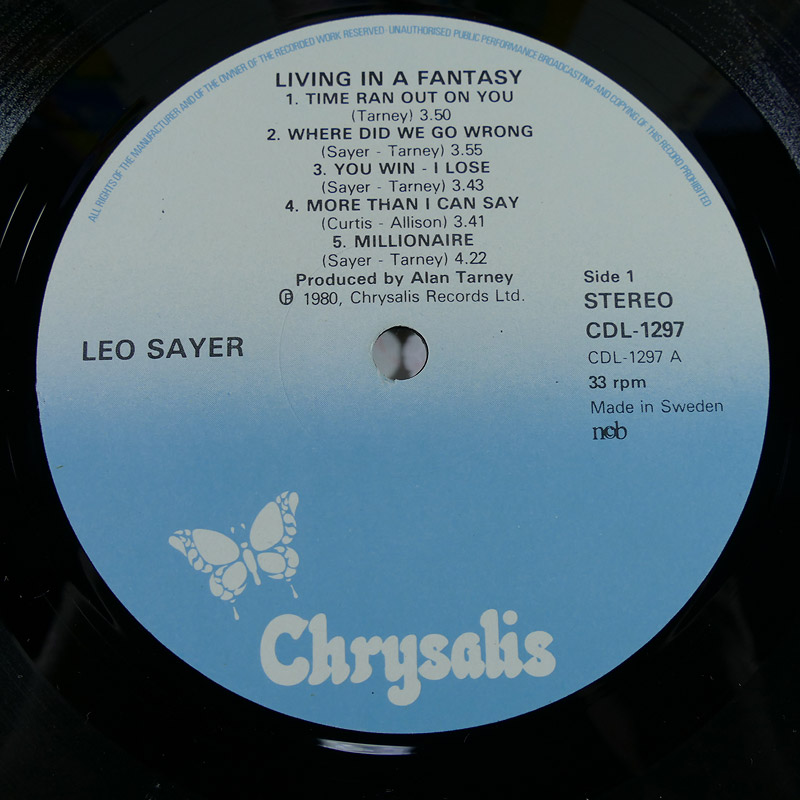 ALL RIGHTS OF THE MANUFACTURER AND OF THE OWNER OF THE RECORDED WORK RESERVED · UNAUTHORISED PUBLIC PERFORMANCE BROADCASTING AND COPYING OF THIS RECORD PROHIBITED
LIVING IN A FANTASY
1. TIME RAN OUT ON YOU
(Tarney) 3.50
2. WHERE DID WE GO WRONG
(Sayer - Tarney) 3.55
3. YOU WIN - I LOSE
(Sayer - Tarney) 3.43
4. MORE THAN I CAN SAY
(Curtis - Allison) 3.41
5. MILLIONAIRE
(Sayer - Tarney) 4.22
Produced by Alan Tarney
℗ 1980, Chrysalis Records Ltd.
LEO SAYER
Side 1
STEREO
CDL-1297
CDL-1297 A
33 rpm
Made in Sweden
ncb
Chrysalis